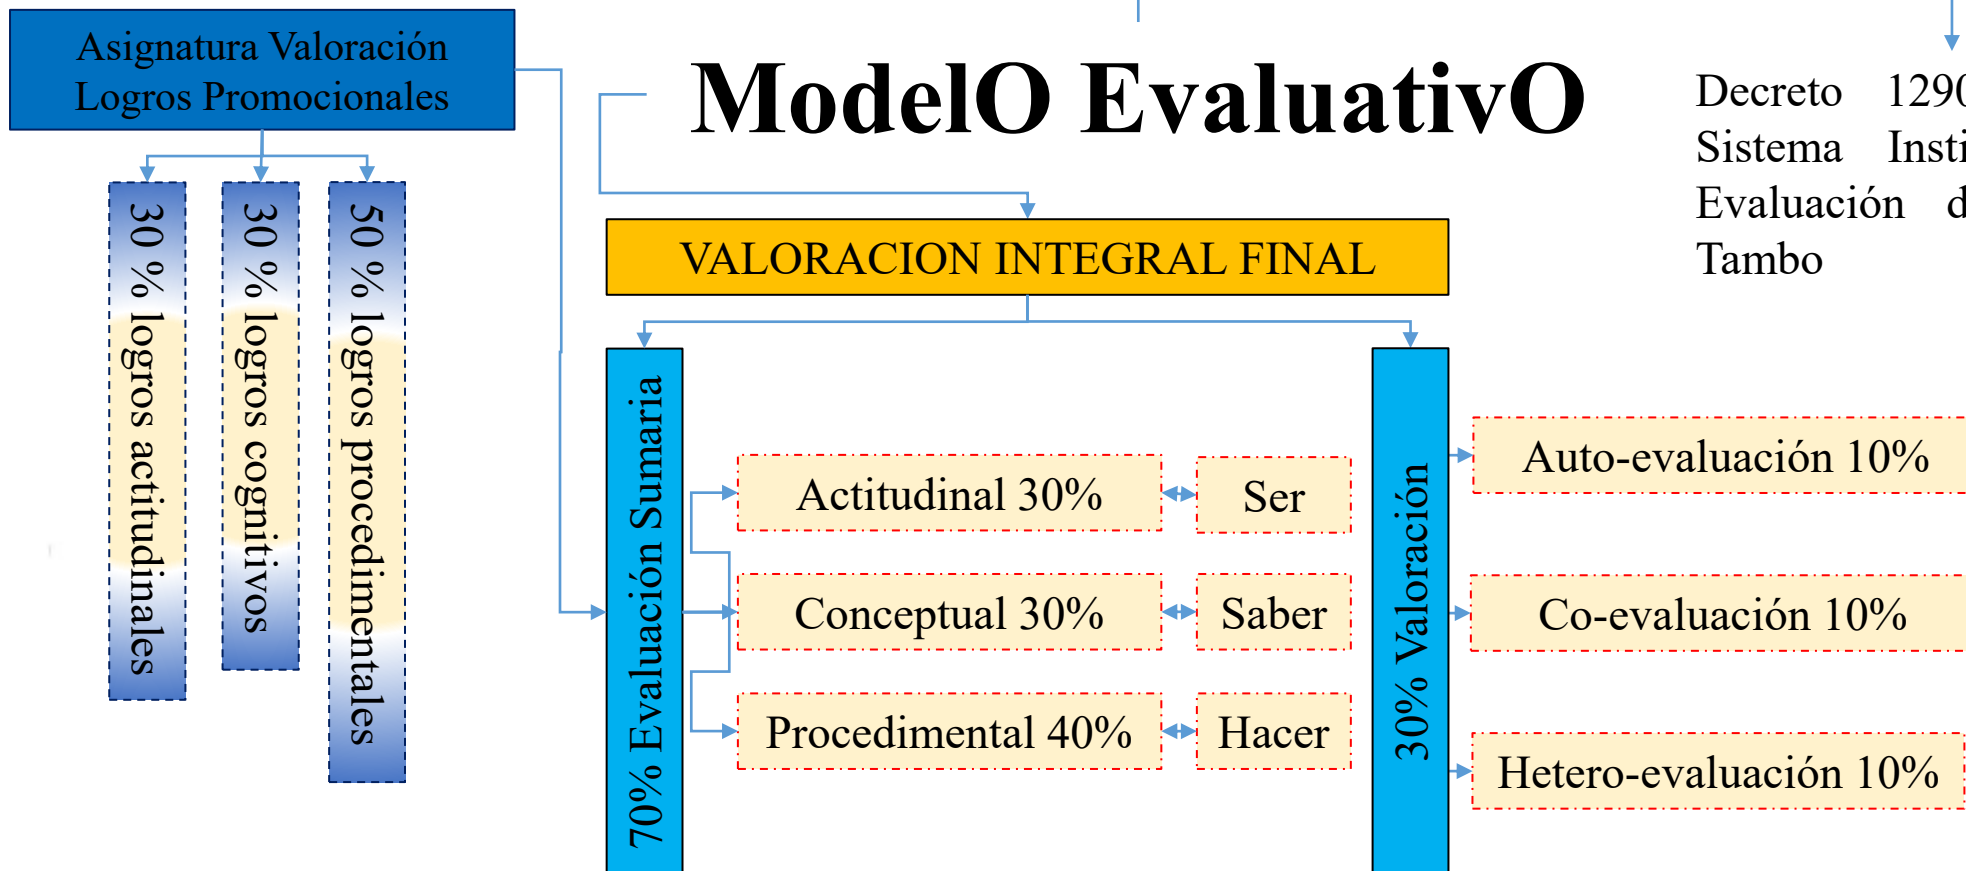 Asignatura Valoración
Logros Promocionales
30 % logros actitudinales
30 % logros cognitivos
50 % logros procedimentales
ModelO EvaluativO
Decreto 1290
Sistema
Evaluación
Tambo
VALORACION INTEGRAL FINAL
70% Evaluación Sumaria
Actitudinal 30%
Ser
Conceptual 30%
Saber
Procedimental 40%
Hacer
30% Valoración
Auto-evaluación 10%
Co-evaluación 10%
Hetero-evaluación 10%